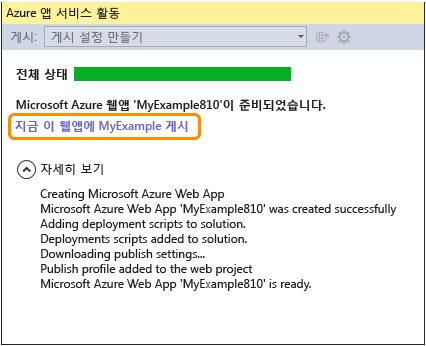 Azure 앱 서비스 활동
게시: 게시 설정 만들기
전체 상태
Microsoft Azure 웹앱 'MyExample810'이 준비되었습니다.
지금 이 웹앱에 MyExample 게시
자세히 보기
Creating Microsoft Azure Web App
Microsoft Azure Web App 'MyExample810' was created successfully
Adding deployment scripts to solution.
Deployments scripts added to solution.
Downloading publish settings...
Publish profile added to the web project
Microsoft Azure Web App 'MyExample810' is ready.